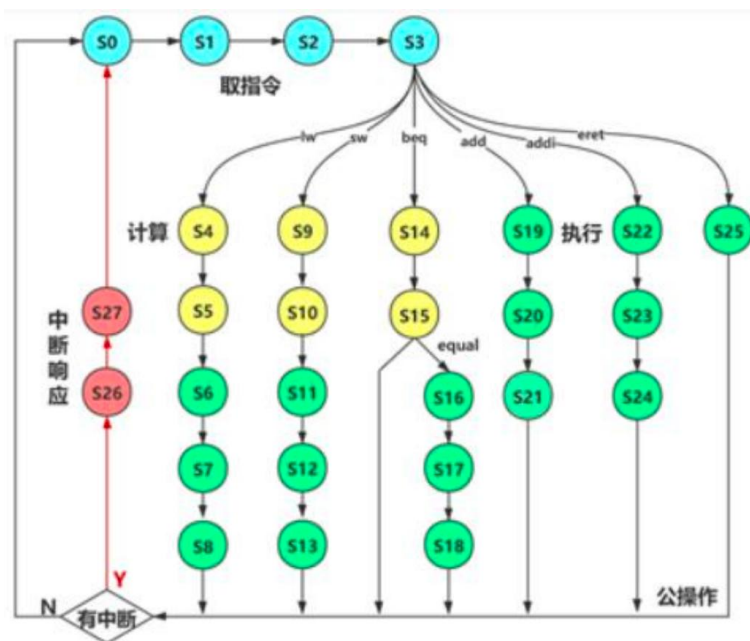 S0 S1 S2 S3
取指令
lw sw beq add addi eret
计算 S4 S9 S14 S19 执行 S22 S25
中断响应
S27 S5 S10 S15 S20 S23
equal
S26 S6 S11 S16 S21 S24
S7 S12 S17
S8 S13 S18
Y
N 有中断 公操作